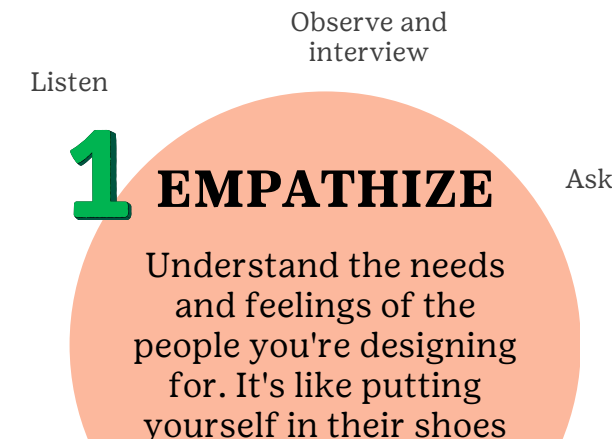 Observe and
interview
Listen
Ask
1
EMPATHIZE
Understand the needs
and feelings of the
people you're designing
for. It's like putting
yourself in their shoes